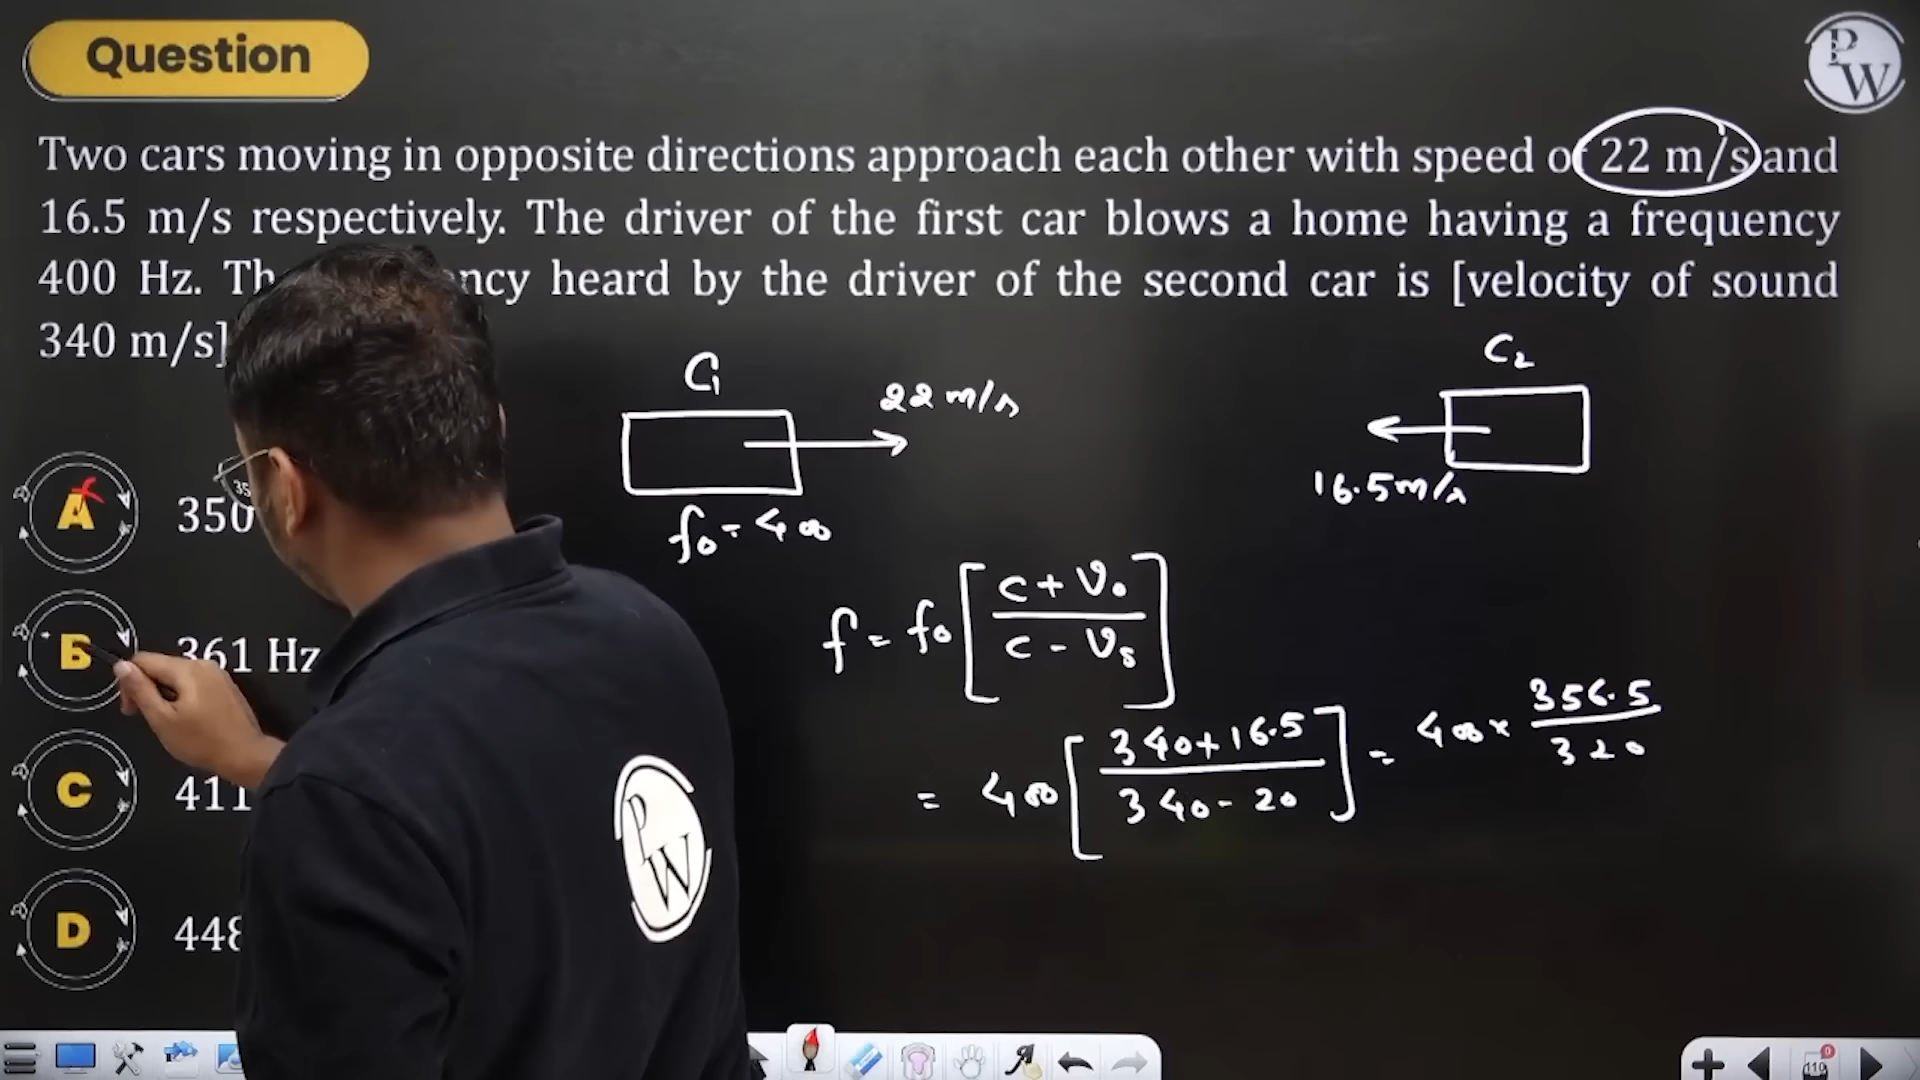 Question
PW
Two cars moving in opposite directions approach each other with speed of 22 m/s and
16.5 m/s respectively. The driver of the first car blows a home having a frequency
400 Hz. heard by the driver of the second car is [velocity of sound
340 m/s]
C₁
22 m/s
C₂
16.5 m/s
f₀ = 400
A 350
B 361 Hz
C 411
D 448
f = f₀ [ (c + v₀) / (c - vₛ) ]
= 400 [ (340 + 16.5) / (340 - 20) ] = 400 × 356.5 / 320
PW
110